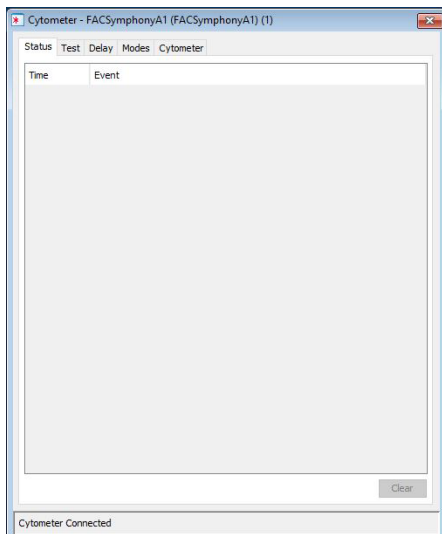 Cytometer - FACSymphonyA1 (FACSymphonyA1) (1)
Status Test Delay Modes Cytometer
Time Event
Clear
Cytometer Connected